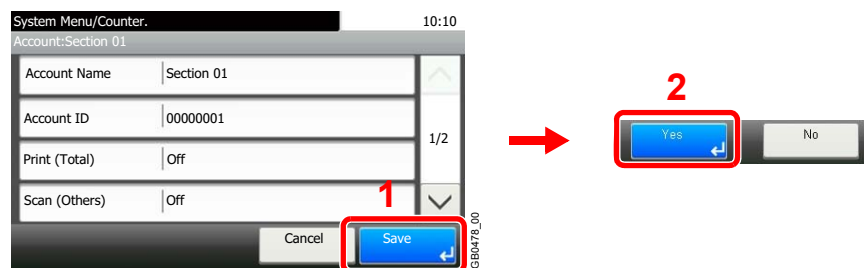 System Menu/Counter. 10:10
Account:Section 01
Account Name Section 01
Account ID 00000001
1/2
Print (Total) Off
Scan (Others) Off
1
Cancel Save
GB0478_00
2
Yes No